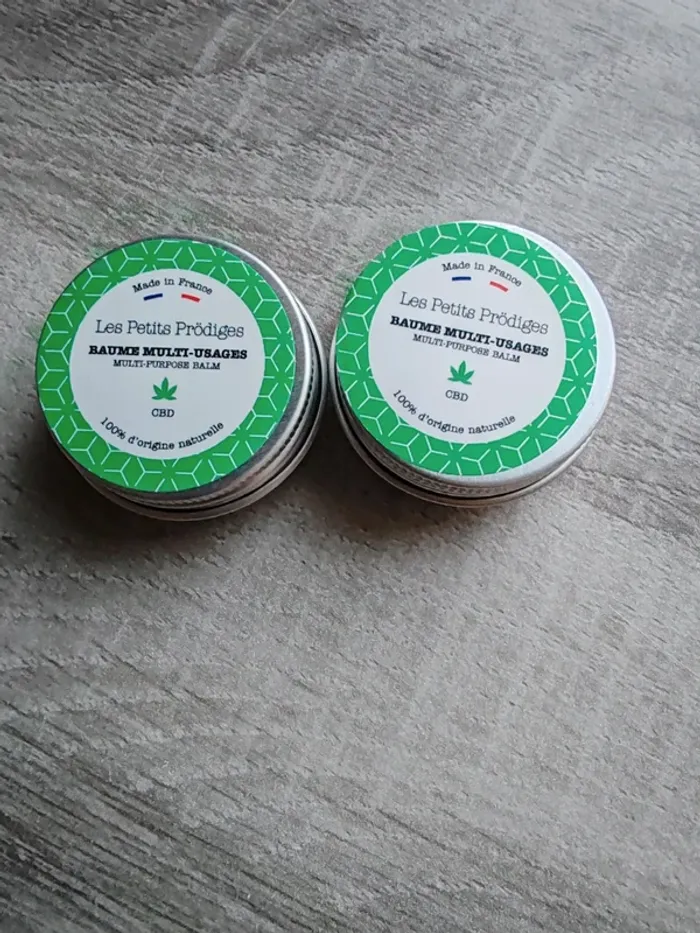 Made in France
Les Petits Prödiges
BAUME MULTI-USAGES
MULTI-PURPOSE BALM
CBD
100% d'origine naturelle
Made in France
Les Petits Prödiges
BAUME MULTI-USAGES
MULTI-PURPOSE BALM
CBD
100% d'origine naturelle